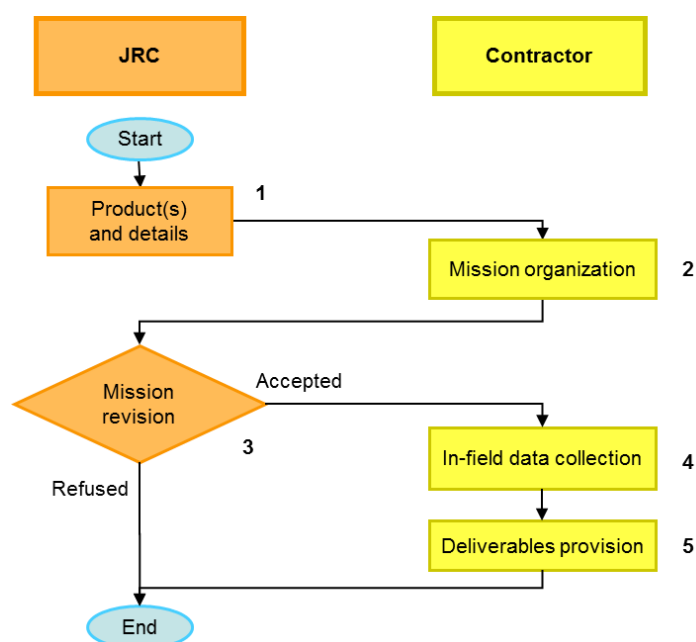 JRC
Contractor
Start
1
Product(s)
and details
Mission organization
2
Mission
revision
Accepted
3
In-field data collection
4
Refused
Deliverables provision
5
End